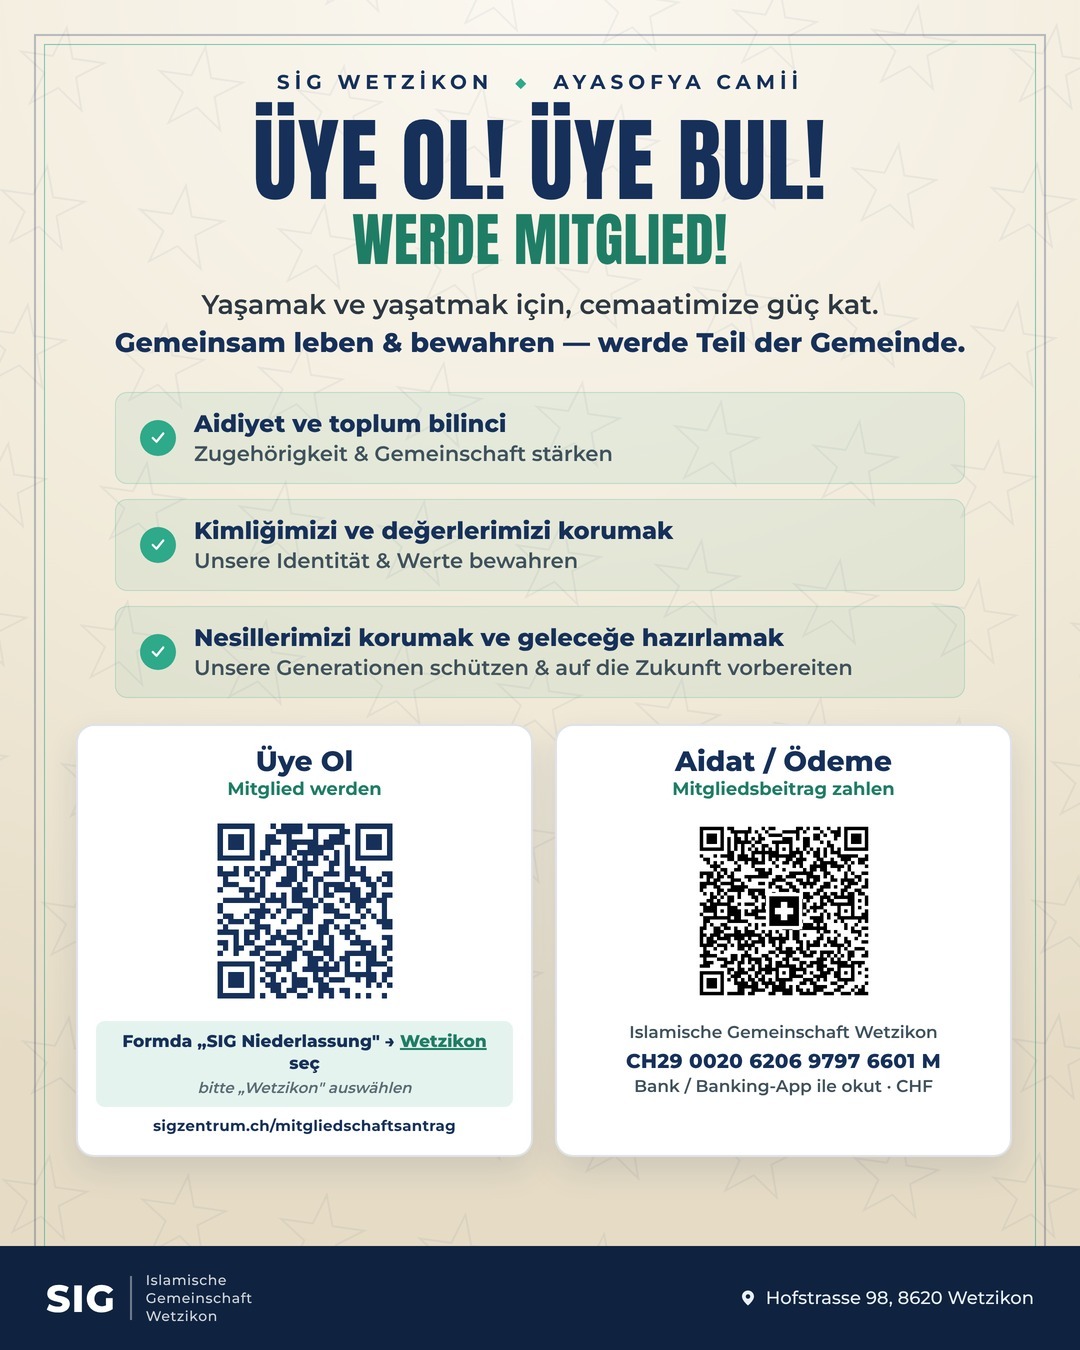 SİG WETZİKON ◆ AYASOFYA CAMİİ
ÜYE OL! ÜYE BUL!
WERDE MITGLIED!
Yaşamak ve yaşatmak için, cemaatimize güç kat.
Gemeinsam leben & bewahren — werde Teil der Gemeinde.
Aidiyet ve toplum bilinci
Zugehörigkeit & Gemeinschaft stärken
Kimliğimizi ve değerlerimizi korumak
Unsere Identität & Werte bewahren
Nesillerimizi korumak ve geleceğe hazırlamak
Unsere Generationen schützen & auf die Zukunft vorbereiten
Üye Ol
Mitglied werden
Formda „SIG Niederlassung" → Wetzikon
seç
bitte „Wetzikon" auswählen
sigzentrum.ch/mitgliedschaftsantrag
Aidat / Ödeme
Mitgliedsbeitrag zahlen
Islamische Gemeinschaft Wetzikon
CH29 0020 6206 9797 6601 M
Bank / Banking-App ile okut · CHF
SIG
Islamische
Gemeinschaft
Wetzikon
Hofstrasse 98, 8620 Wetzikon